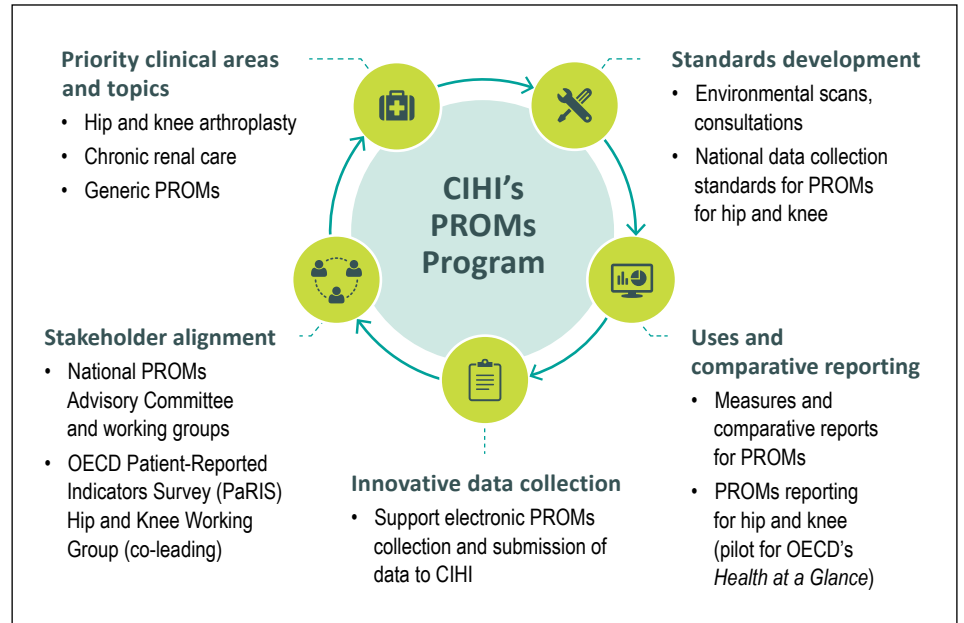 CIHI's
PROMs
Program
Priority clinical areas
and topics
• Hip and knee arthroplasty
• Chronic renal care
• Generic PROMs
Standards development
• Environmental scans,
consultations
• National data collection
standards for PROMs
for hip and knee
Uses and
comparative reporting
• Measures and
comparative reports
for PROMs
• PROMs reporting
for hip and knee
(pilot for OECD's
Health at a Glance)
Innovative data collection
• Support electronic PROMs
collection and submission of
data to CIHI
Stakeholder alignment
• National PROMs
Advisory Committee
and working groups
• OECD Patient-Reported
Indicators Survey (PaRIS)
Hip and Knee Working
Group (co-leading)